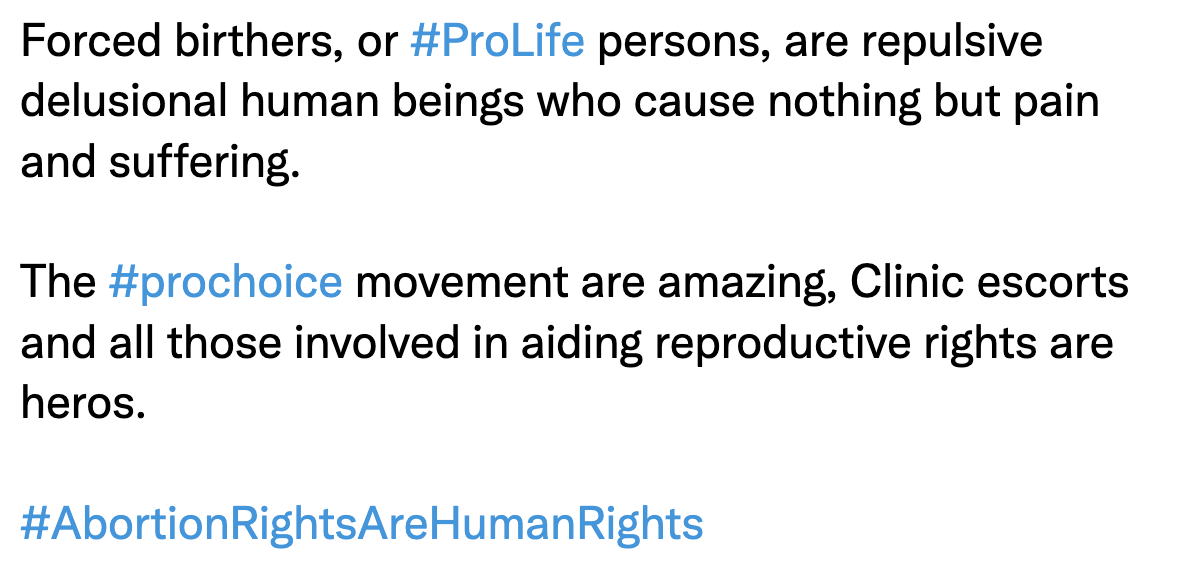 Forced birthers, or #ProLife persons, are repulsive
delusional human beings who cause nothing but pain
and suffering.
The #prochoice movement are amazing, Clinic escorts
and all those involved in aiding reproductive rights are
heros.
#AbortionRightsAreHumanRights